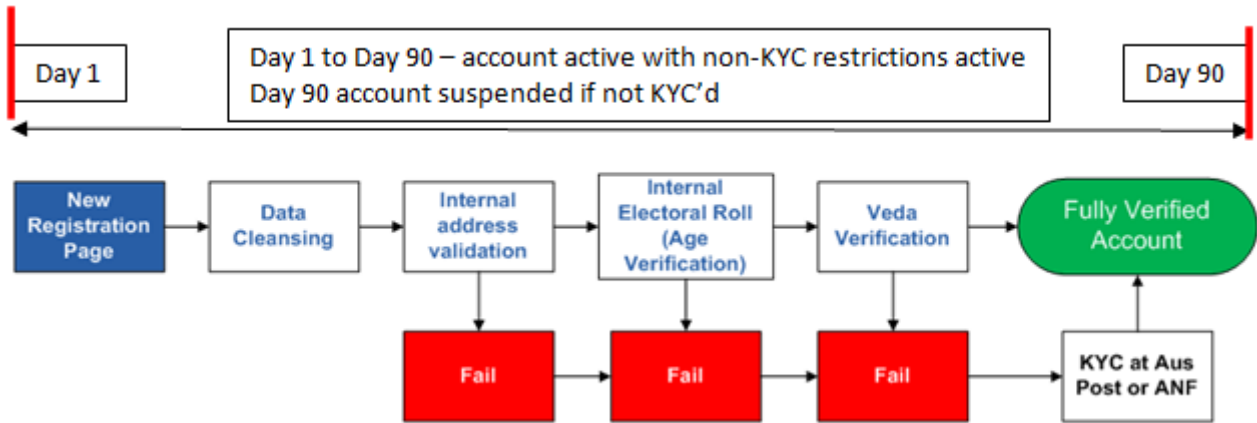 Day 1
Day 1 to Day 90 – account active with non-KYC restrictions active
Day 90 account suspended if not KYC'd
Day 90
New
Registration
Page
Data
Cleansing
Internal
address
validation
Internal
Electoral Roll
(Age
Verification)
Veda
Verification
Fully Verified
Account
Fail
Fail
Fail
KYC at Aus
Post or ANF